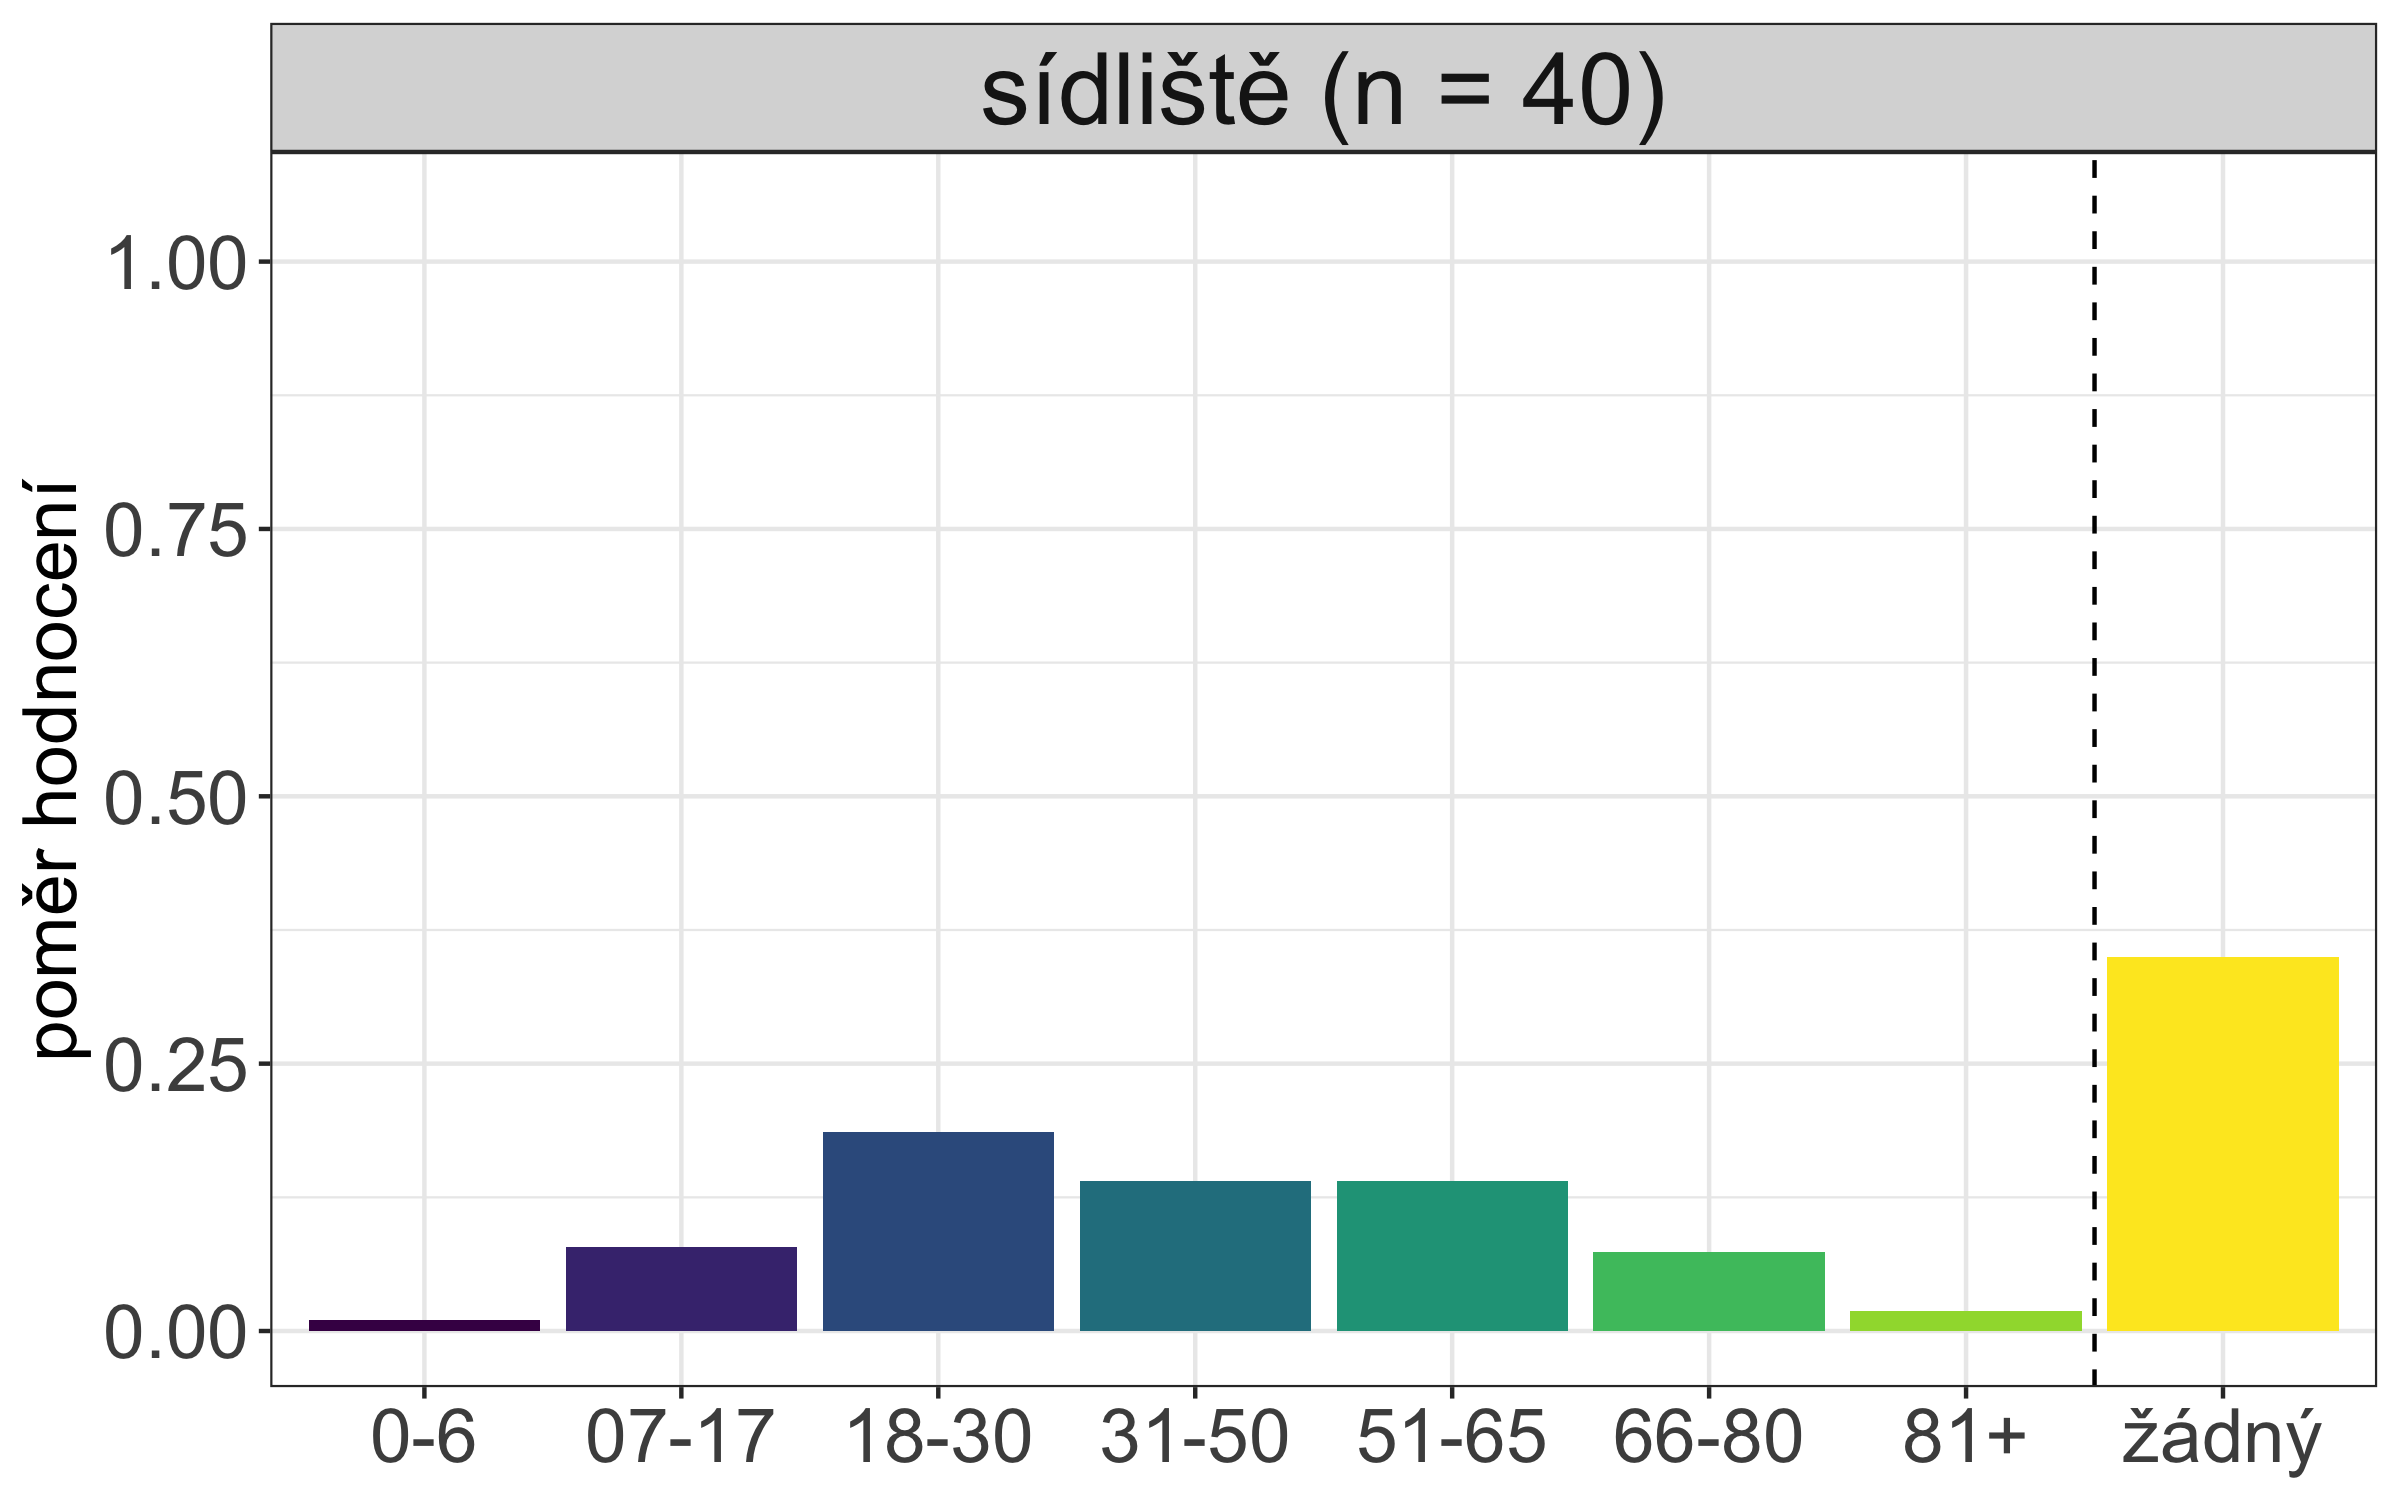 sídliště (n = 40)
poměr hodnocení
1.00
0.75
0.50
0.25
0.00
0-6 07-17 18-30 31-50 51-65 66-80 81+ žádný